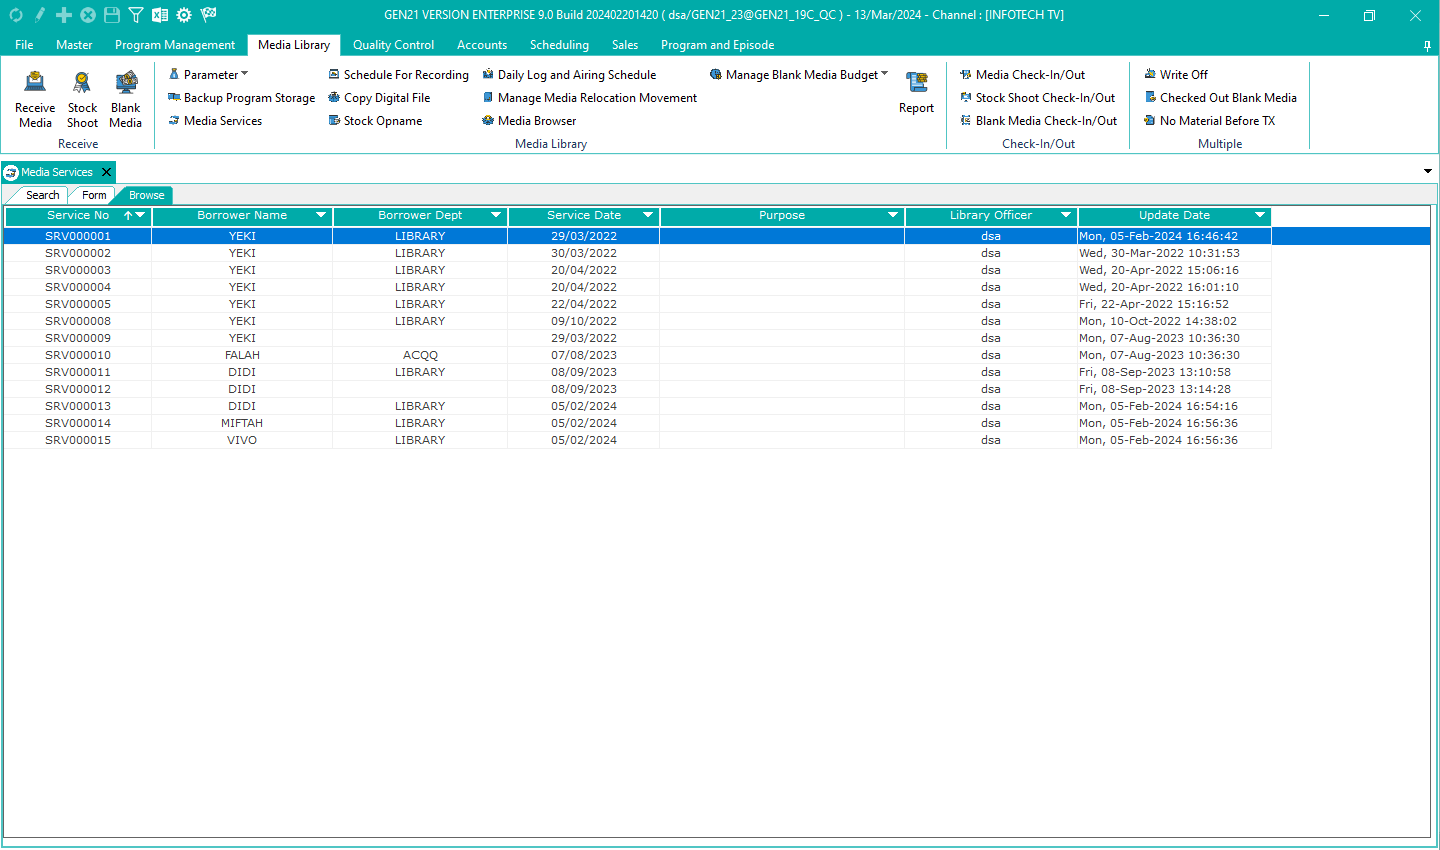 GEN21 VERSION ENTERPRISE 9.0 Build 202402201420 ( dsa/GEN21_23@GEN21_19C_QC ) - 13/Mar/2024 - Channel : [INFOTECH TV]
File Master Program Management Media Library Quality Control Accounts Scheduling Sales Program and Episode
Receive Media
Stock Shoot
Blank Media
Receive
Parameter Schedule For Recording Daily Log and Airing Schedule Manage Blank Media Budget
Backup Program Storage Copy Digital File Manage Media Relocation Movement
Media Services Stock Opname Media Browser
Report
Media Library
Media Check-In/Out
Stock Shoot Check-In/Out
Blank Media Check-In/Out
Check-In/Out
Write Off
Checked Out Blank Media
No Material Before TX
Multiple
Media Services
Search Form Browse
Service No Borrower Name Borrower Dept Service Date Purpose Library Officer Update Date
SRV000001 YEKI LIBRARY 29/03/2022 dsa Mon, 05-Feb-2024 16:46:42
SRV000002 YEKI LIBRARY 30/03/2022 dsa Wed, 30-Mar-2022 10:31:53
SRV000003 YEKI LIBRARY 20/04/2022 dsa Wed, 20-Apr-2022 15:06:16
SRV000004 YEKI LIBRARY 20/04/2022 dsa Wed, 20-Apr-2022 16:01:10
SRV000005 YEKI LIBRARY 22/04/2022 dsa Fri, 22-Apr-2022 15:16:52
SRV000008 YEKI LIBRARY 09/10/2022 dsa Mon, 10-Oct-2022 14:38:02
SRV000009 YEKI 29/03/2022 dsa Mon, 07-Aug-2023 10:36:30
SRV000010 FALAH ACQQ 07/08/2023 dsa Mon, 07-Aug-2023 10:36:30
SRV000011 DIDI LIBRARY 08/09/2023 dsa Fri, 08-Sep-2023 13:10:58
SRV000012 DIDI 08/09/2023 dsa Fri, 08-Sep-2023 13:14:28
SRV000013 DIDI LIBRARY 05/02/2024 dsa Mon, 05-Feb-2024 16:54:16
SRV000014 MIFTAH LIBRARY 05/02/2024 dsa Mon, 05-Feb-2024 16:56:36
SRV000015 VIVO LIBRARY 05/02/2024 dsa Mon, 05-Feb-2024 16:56:36